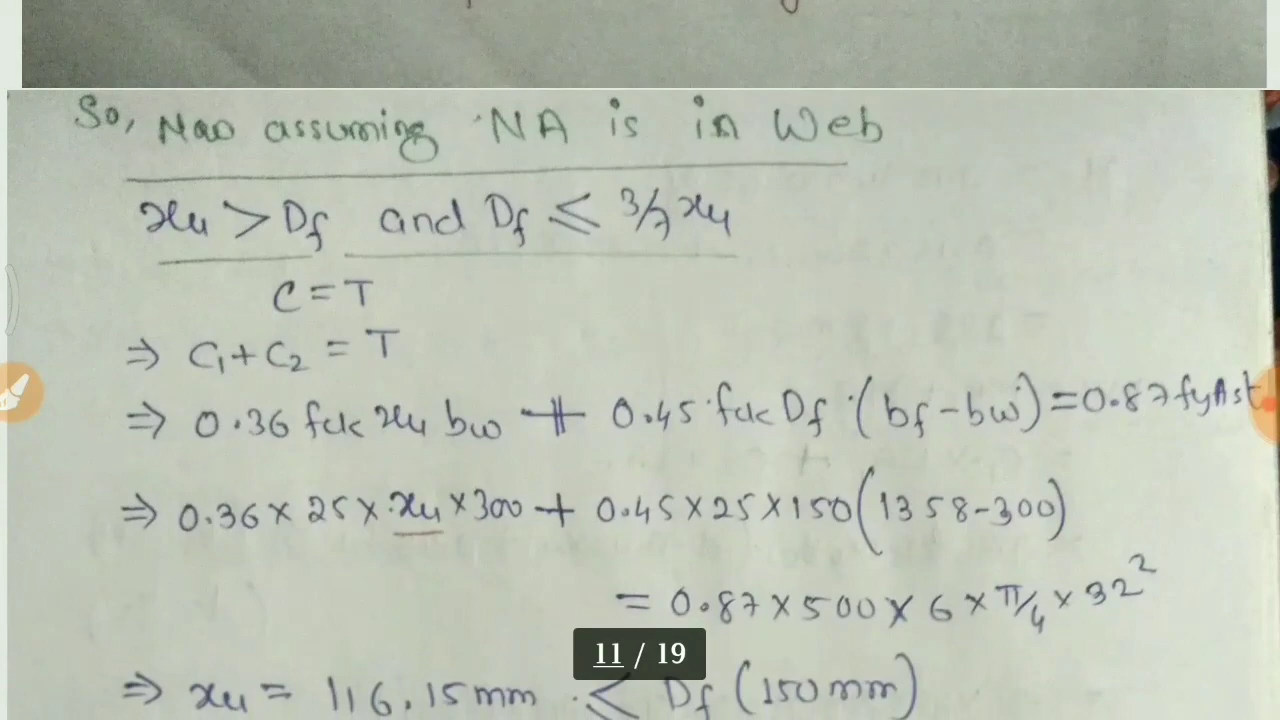 So, Now assuming NA is in Web
xu > Df and Df ≤ 3/7 xu
C = T
⇒ C₁ + C₂ = T
⇒ 0.36 fck xu bw + 0.45 fck Df (bf - bw) = 0.87 fy Ast
⇒ 0.36 × 25 × xu × 300 + 0.45 × 25 × 150 (1358 - 300)
= 0.87 × 500 × 6 × π/4 × 32²
11 / 19
⇒ xu = 116.15 mm ≤ Df (150 mm)